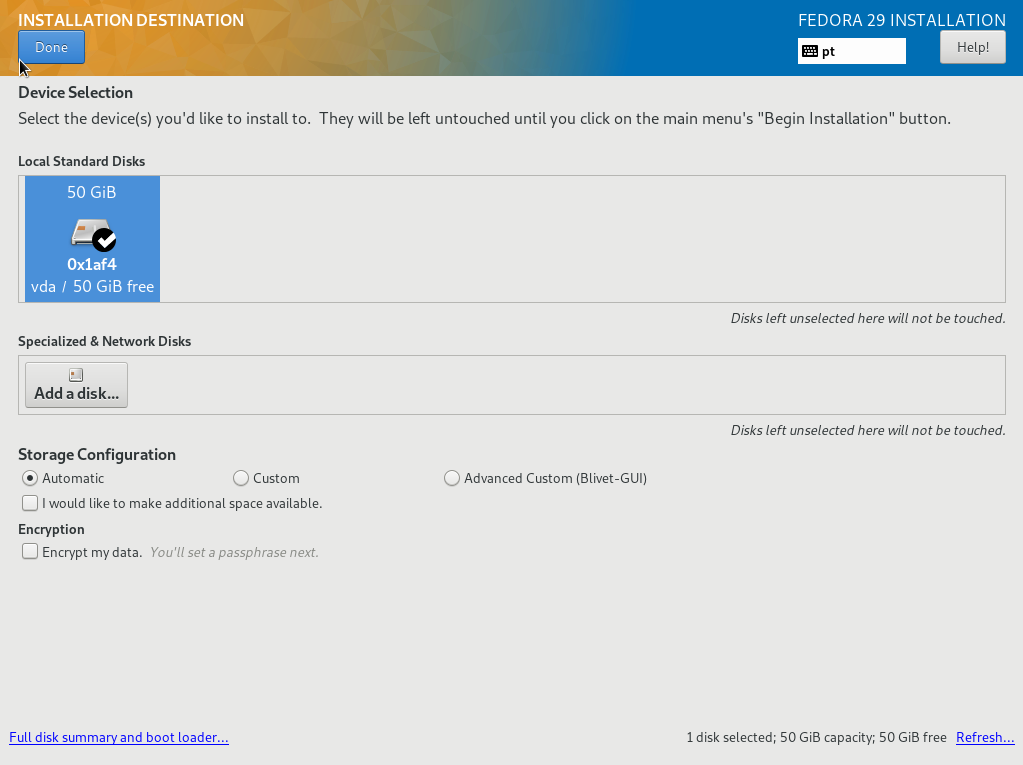 INSTALLATION DESTINATION
FEDORA 29 INSTALLATION
Done
pt
Help!
Device Selection
Select the device(s) you'd like to install to.  They will be left untouched until you click on the main menu's "Begin Installation" button.
Local Standard Disks
50 GiB
0x1af4
vda / 50 GiB free
Disks left unselected here will not be touched.
Specialized & Network Disks
Add a disk...
Disks left unselected here will not be touched.
Storage Configuration
Automatic
Custom
Advanced Custom (Blivet-GUI)
I would like to make additional space available.
Encryption
Encrypt my data. You'll set a passphrase next.
Full disk summary and boot loader...
1 disk selected; 50 GiB capacity; 50 GiB free
Refresh...